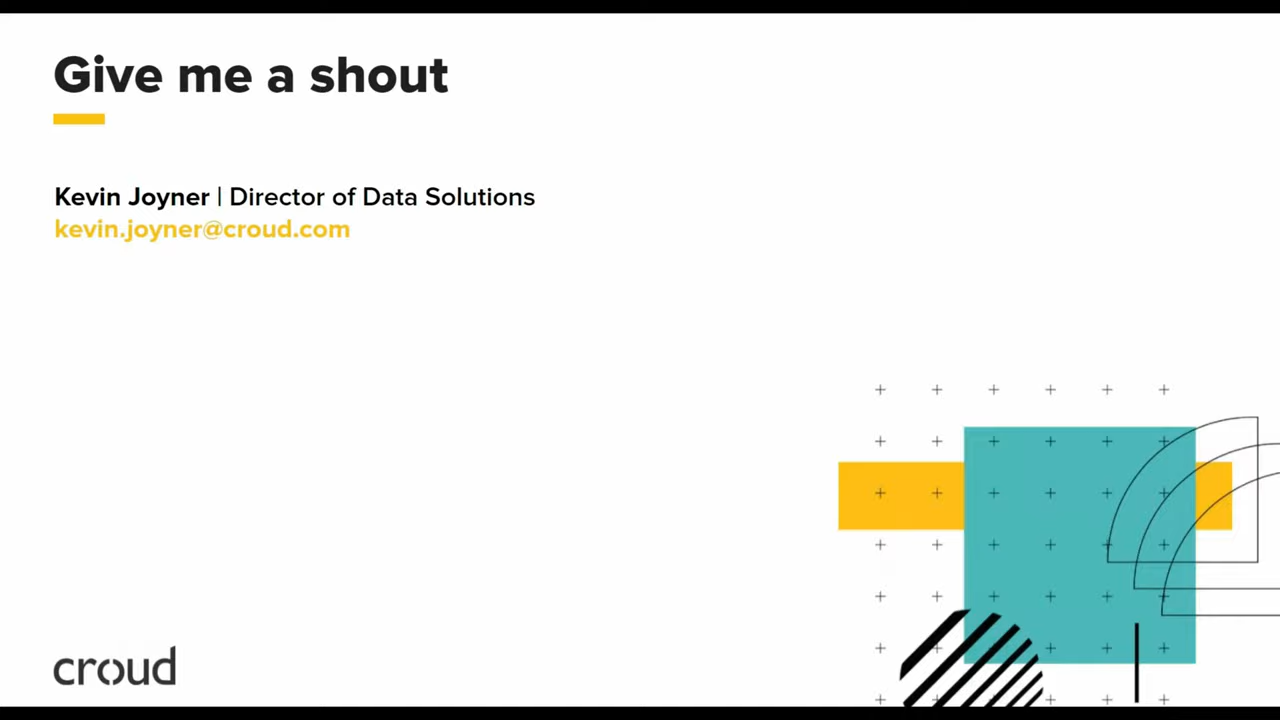 Give me a shout
Kevin Joyner | Director of Data Solutions
kevin.joyner@croud.com
croud